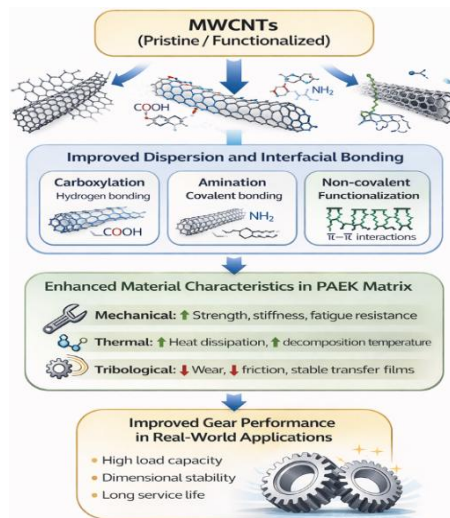 MWCNTs
(Pristine / Functionalized)
COOH
NH₂
Improved Dispersion and Interfacial Bonding
Carboxylation
Hydrogen bonding
COOH
Amination
Covalent bonding
NH₂
Non-covalent
Functionalization
π–π interactions
Enhanced Material Characteristics in PAEK Matrix
Mechanical: ↑ Strength, stiffness, fatigue resistance
Thermal: ↑ Heat dissipation, ↑ decomposition temperature
Tribological: ↓ Wear, ↓ friction, stable transfer films
Improved Gear Performance
in Real-World Applications
• High load capacity
• Dimensional stability
• Long service life